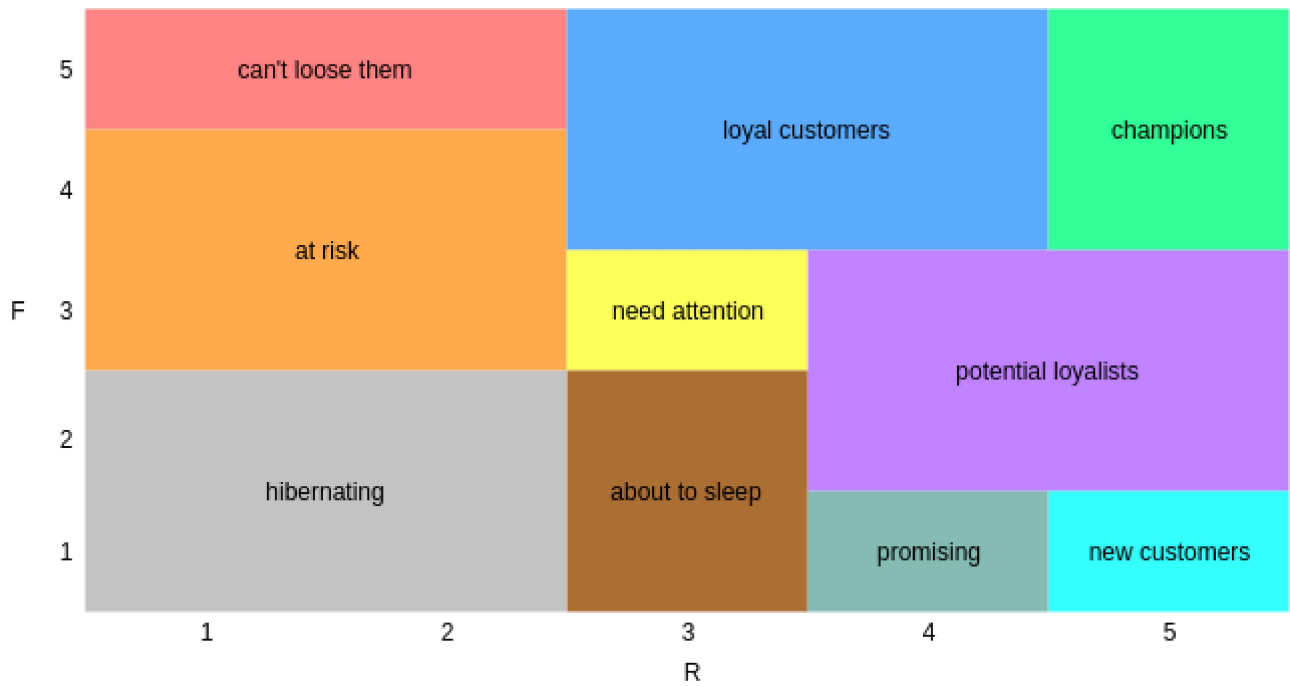 5
can't loose them
loyal customers
champions
4
at risk
F
3
need attention
potential loyalists
2
hibernating
about to sleep
1
promising
new customers
1
2
3
4
5
R